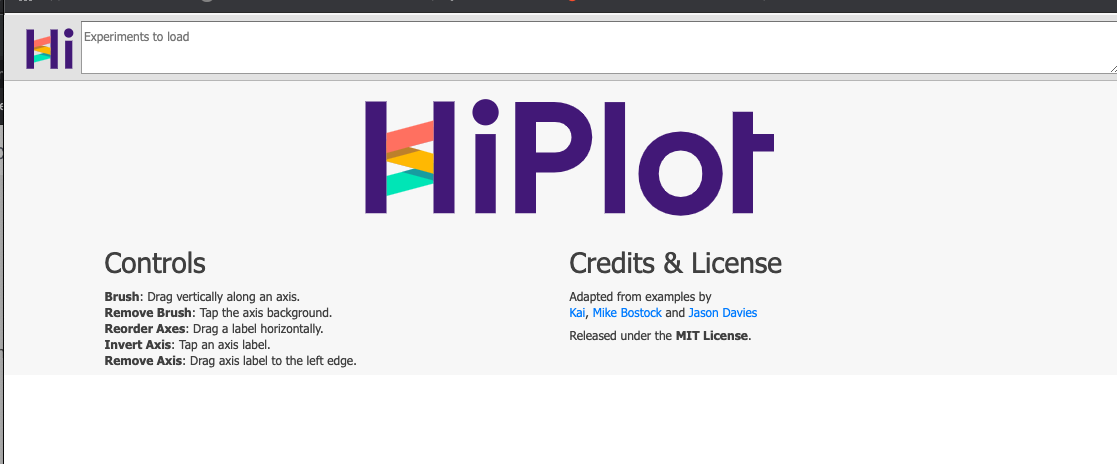 Hi
Experiments to load
HiPlot
Controls
Brush: Drag vertically along an axis.
Remove Brush: Tap the axis background.
Reorder Axes: Drag a label horizontally.
Invert Axis: Tap an axis label.
Remove Axis: Drag axis label to the left edge.
Credits & License
Adapted from examples by
Kai, Mike Bostock and Jason Davies
Released under the MIT License.